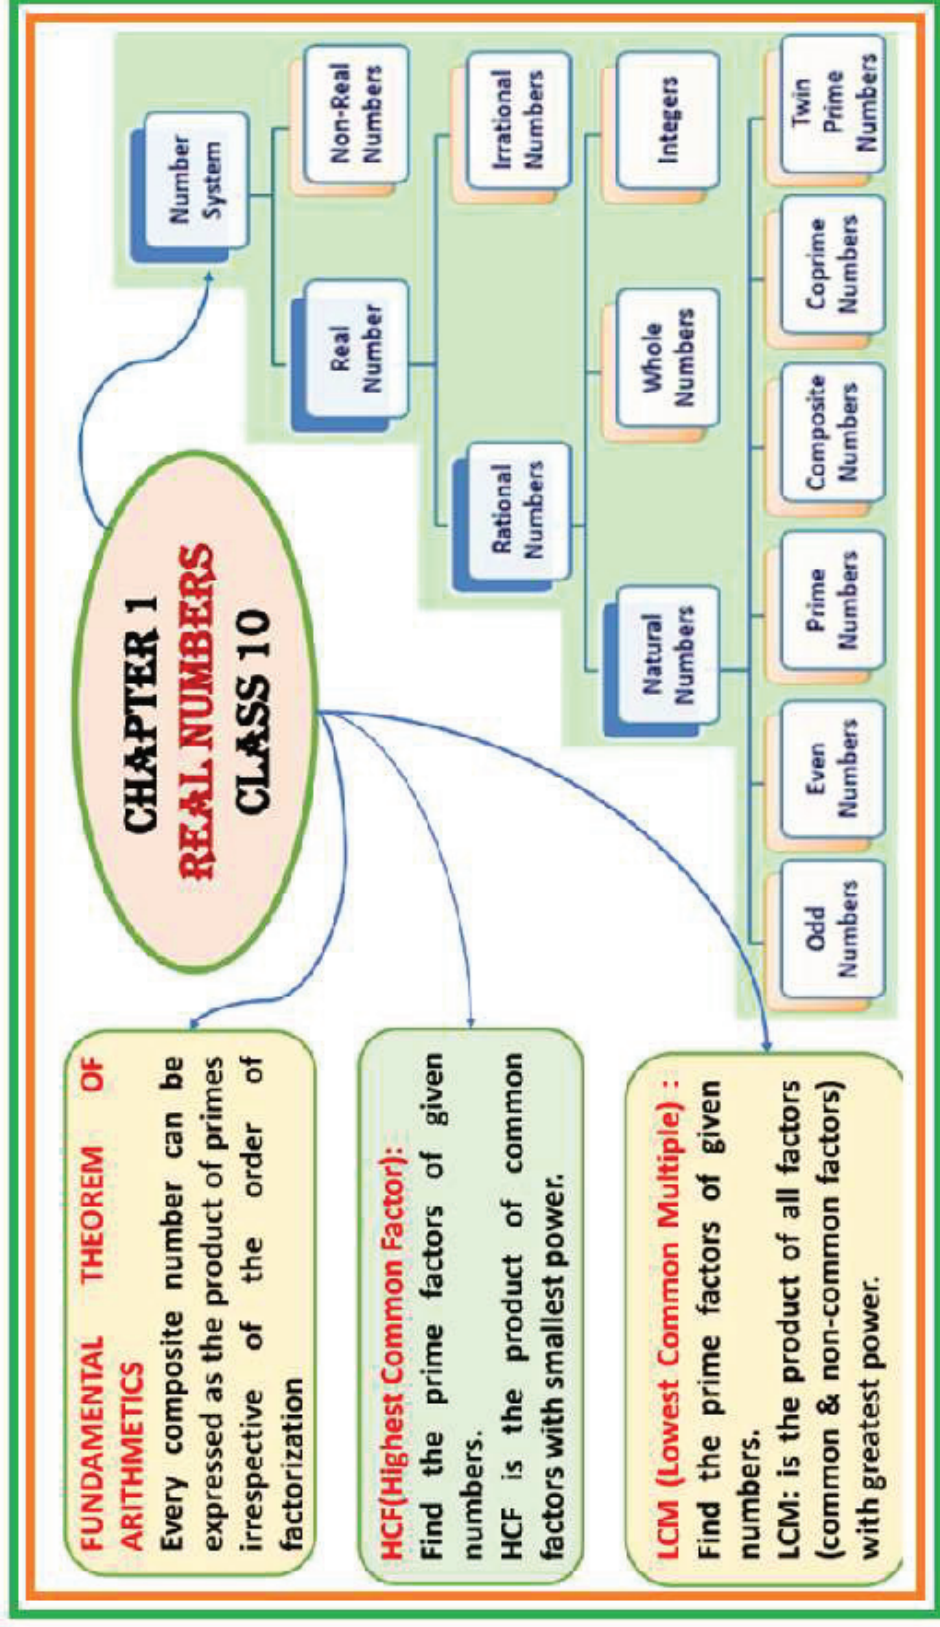 CHAPTER 1
REAL NUMBERS
CLASS 10
FUNDAMENTAL THEOREM OF
ARITHMETICS
Every composite number can be
expressed as the product of primes
irrespective of the order of
factorization
HCF(Highest Common Factor):
Find the prime factors of given
numbers.
HCF is the product of common
factors with smallest power.
LCM (Lowest Common Multiple) :
Find the prime factors of given
numbers.
LCM: is the product of all factors
(common & non-common factors)
with greatest power.
Number
System
Real
Number
Non-Real
Numbers
Rational
Numbers
Irrational
Numbers
Natural
Numbers
Whole
Numbers
Integers
Odd
Numbers
Even
Numbers
Prime
Numbers
Composite
Numbers
Coprime
Numbers
Twin
Prime
Numbers